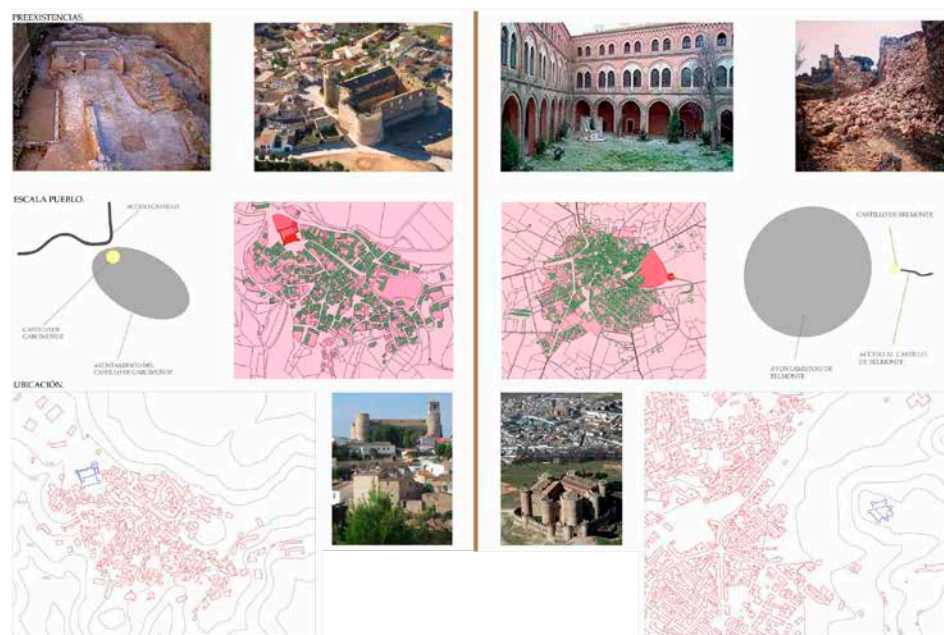 PREEXISTENCIAS.
ESCALA PUEBLO.
ACCESO CASTILLO
CASTILLO DE
GARCIMUÑOZ
AYUNTAMIENTO DEL
CASTILLO DE GARCIMUÑOZ
CASTILLO DE BELMONTE
ACCESO AL CASTILLO
DE BELMONTE
AYUNTAMIENTO DE
BELMONTE
UBICACIÓN.